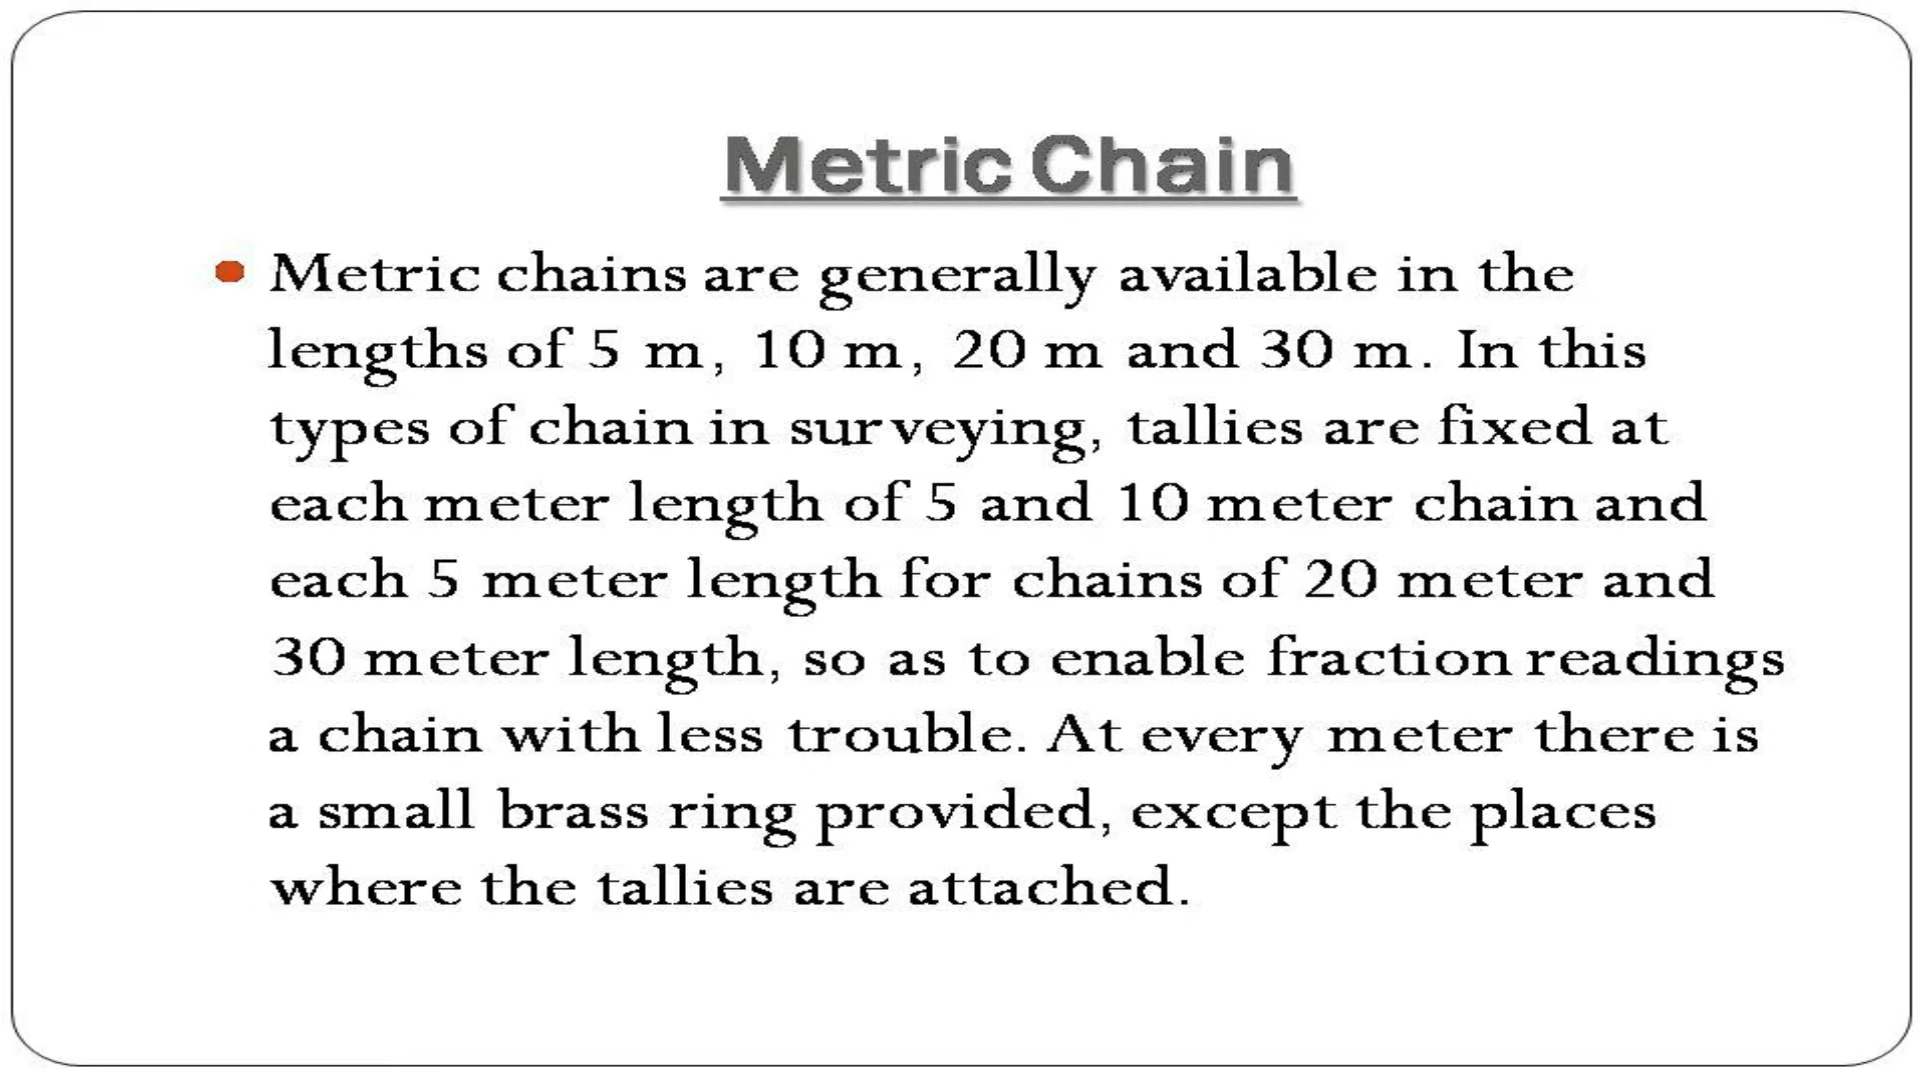 Metric Chain
Metric chains are generally available in the
lengths of 5 m, 10 m, 20 m and 30 m. In this
types of chain in surveying, tallies are fixed at
each meter length of 5 and 10 meter chain and
each 5 meter length for chains of 20 meter and
30 meter length, so as to enable fraction readings
a chain with less trouble. At every meter there is
a small brass ring provided, except the places
where the tallies are attached.